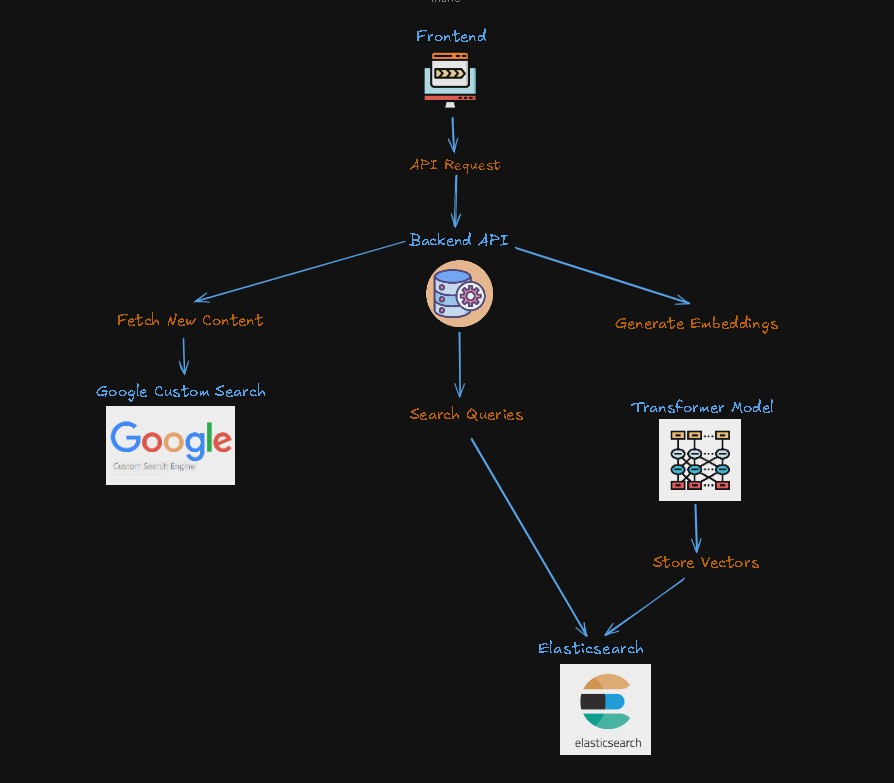 Frontend
API Request
Backend API
Fetch New Content
Generate Embeddings
Google Custom Search
Google
Custom Search Engine
Search Queries
Transformer Model
Store Vectors
Elasticsearch
elasticsearch